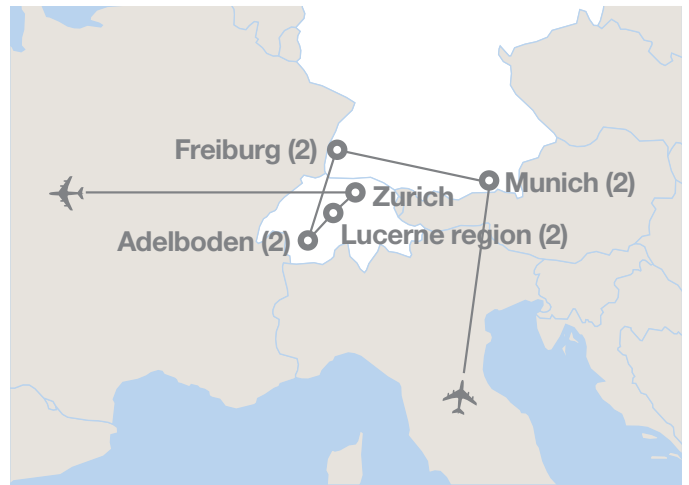 Freiburg (2)
Munich (2)
Zurich
Lucerne region (2)
Adelboden (2)